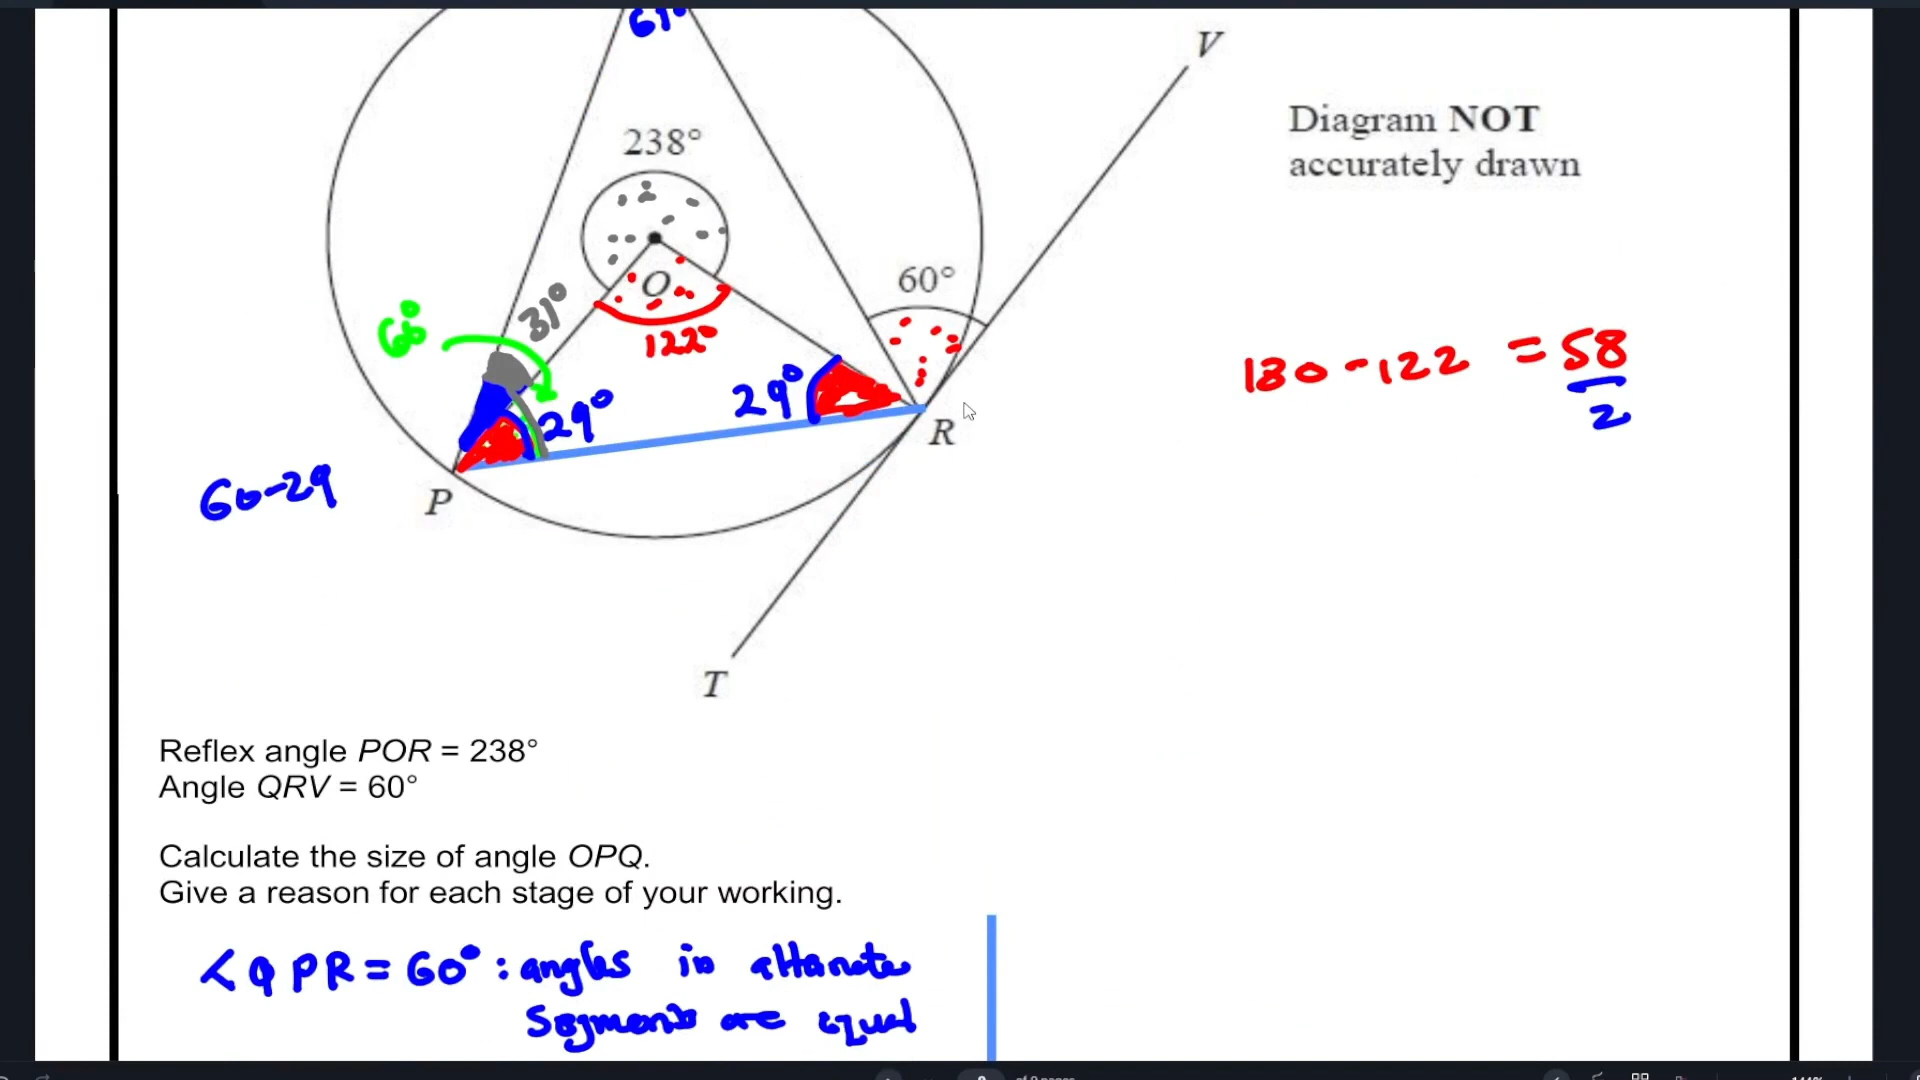 61°
V
Diagram NOT
accurately drawn
238°
60°
O
31°
60°
122°
180-122 = 58
2
29°
29°
R
60-29
P
T
Reflex angle POR = 238°
Angle QRV = 60°
Calculate the size of angle OPQ.
Give a reason for each stage of your working.
<QPR = 60° : angles in alternate
Segments are equal